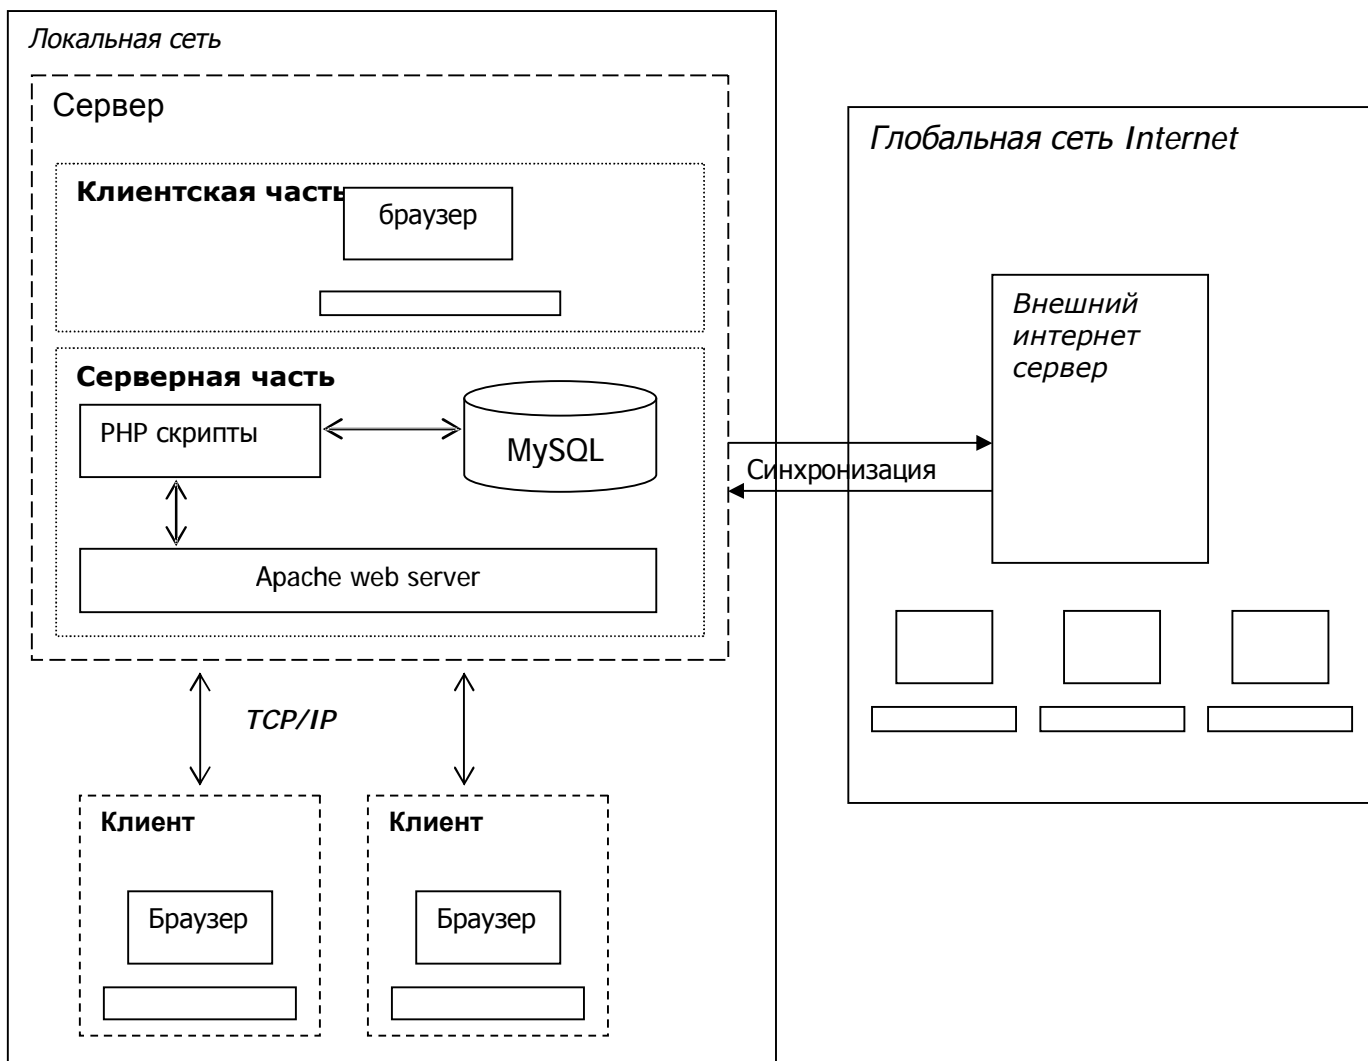 Локальная сеть
Сервер
Клиентская часть
браузер
Серверная часть
PHP скрипты
MySQL
Apache web server
Синхронизация
Глобальная сеть Internet
Внешний
интернет
сервер
TCP/IP
Клиент
Клиент
Браузер
Браузер